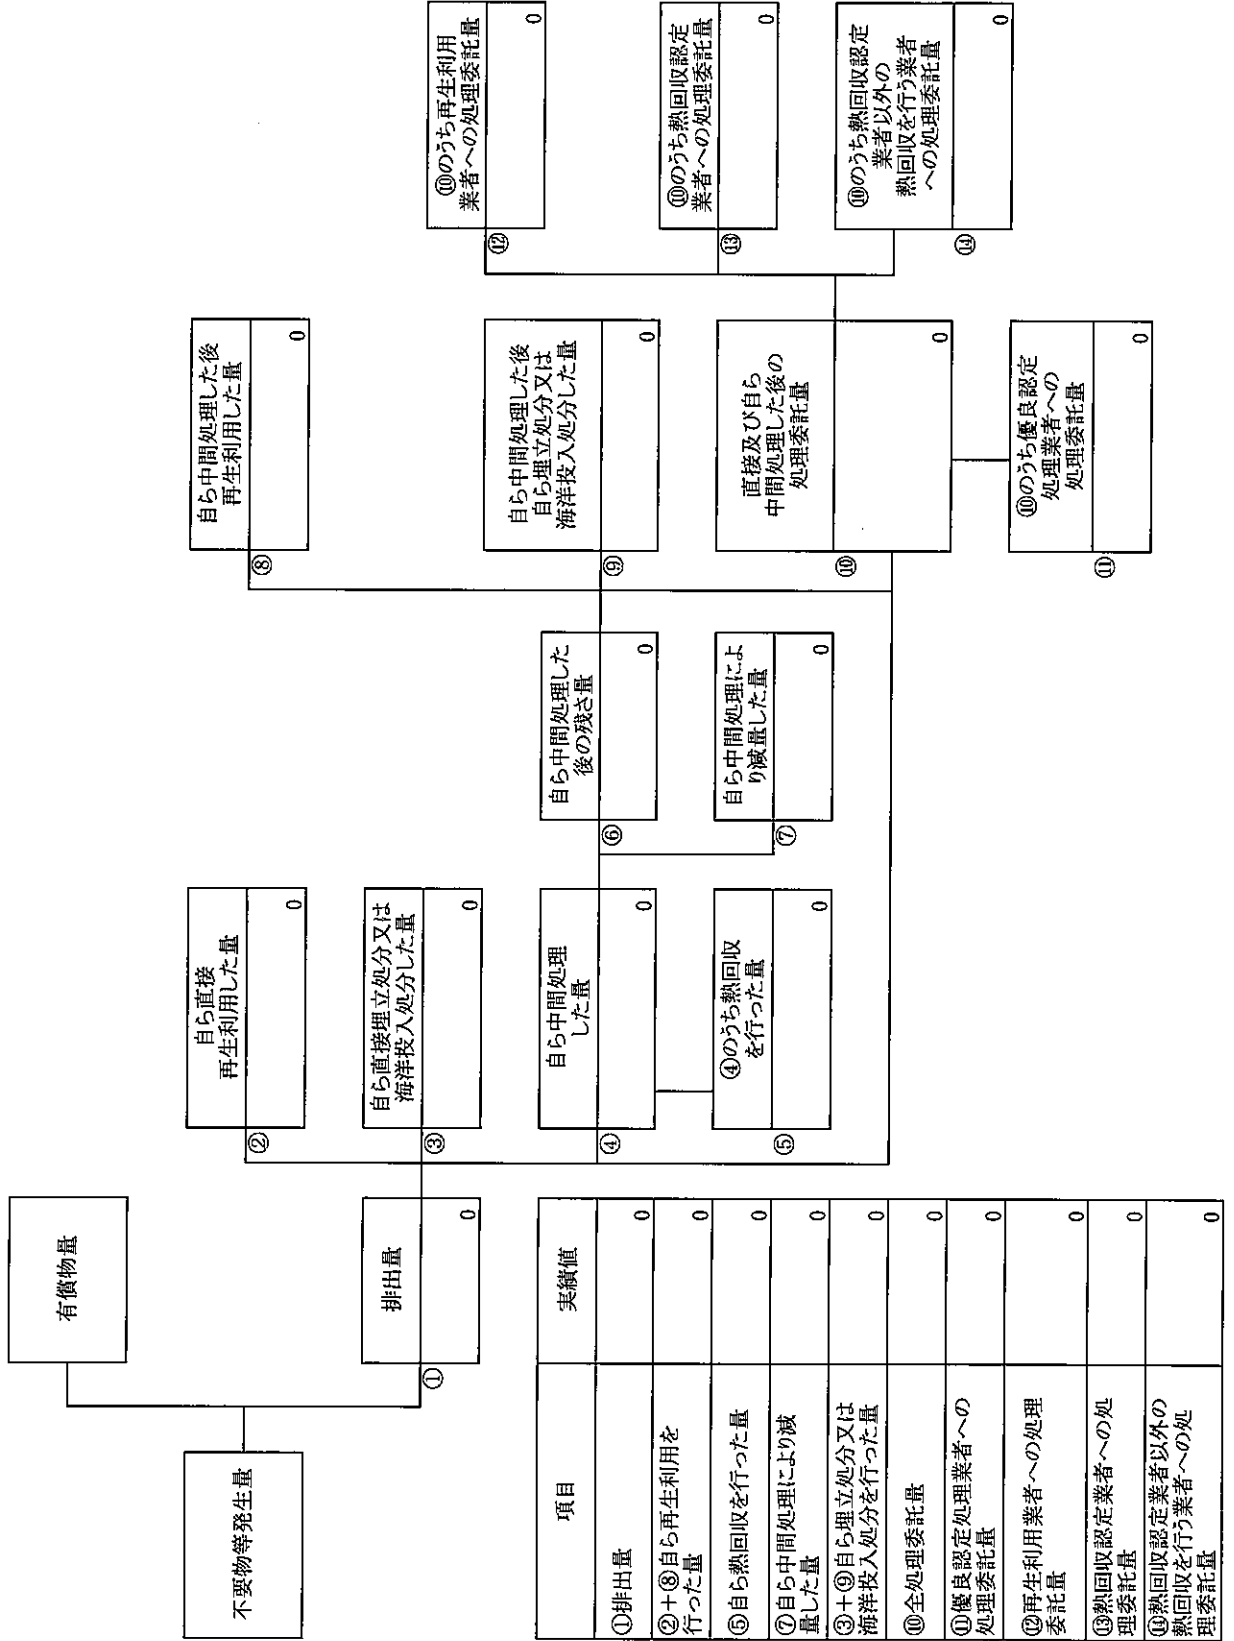 不要物等発生量
有償物量
①
排出量
0
②
自ら直接
再生利用した量
0
③
自ら直接埋立処分又は
海洋投入処分した量
0
④
自ら中間処理
した量
0
⑤
④のうち熱回収
を行った量
0
⑥
自ら中間処理した
後の残さ量
0
⑦
自ら中間処理によ
り減量した量
0
⑧
自ら中間処理した後
再生利用した量
0
⑨
自ら中間処理した後
自ら埋立処分又は
海洋投入処分した量
0
⑩
直接及び自ら
中間処理した後の
処理委託量
0
⑪
⑩のうち優良認定
処理業者への
処理委託量
0
⑫
⑩のうち再生利用
業者への処理委託量
0
⑬
⑩のうち熱回収認定
業者への処理委託量
0
⑭
⑩のうち熱回収認定
業者以外の
熱回収を行う業者
への処理委託量
0
項目 実績値
①排出量 0
②+⑧自ら再生利用を
行った量 0
⑤自ら熱回収を行った量 0
⑦自ら中間処理により減
量した量 0
③+⑨自ら埋立処分又は
海洋投入処分を行った量 0
⑩全処理委託量 0
⑪優良認定処理業者への
処理委託量 0
⑫再生利用業者への処理
委託量 0
⑬熱回収認定業者への処
理委託量 0
⑭熱回収認定業者以外の
熱回収を行う業者への処
理委託量 0